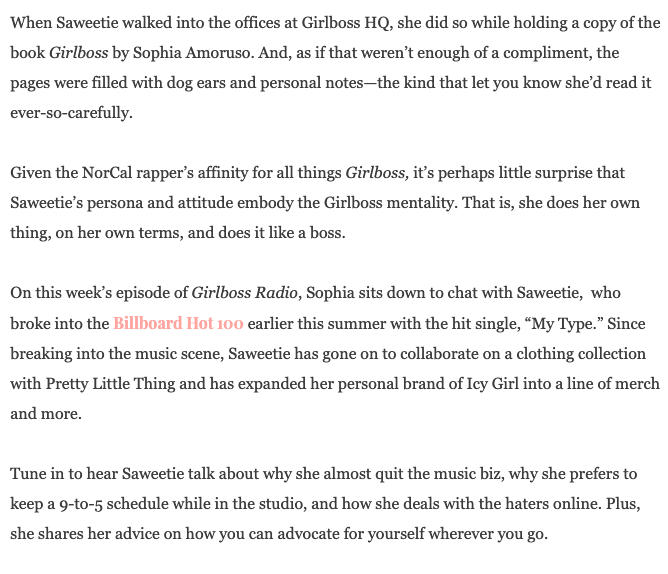 When Saweetie walked into the offices at Girlboss HQ, she did so while holding a copy of the
book Girlboss by Sophia Amoruso. And, as if that weren’t enough of a compliment, the
pages were filled with dog ears and personal notes—the kind that let you know she’d read it
ever-so-carefully.
Given the NorCal rapper’s affinity for all things Girlboss, it’s perhaps little surprise that
Saweetie’s persona and attitude embody the Girlboss mentality. That is, she does her own
thing, on her own terms, and does it like a boss.
On this week’s episode of Girlboss Radio, Sophia sits down to chat with Saweetie,  who
broke into the Billboard Hot 100 earlier this summer with the hit single, “My Type.” Since
breaking into the music scene, Saweetie has gone on to collaborate on a clothing collection
with Pretty Little Thing and has expanded her personal brand of Icy Girl into a line of merch
and more.
Tune in to hear Saweetie talk about why she almost quit the music biz, why she prefers to
keep a 9-to-5 schedule while in the studio, and how she deals with the haters online. Plus,
she shares her advice on how you can advocate for yourself wherever you go.